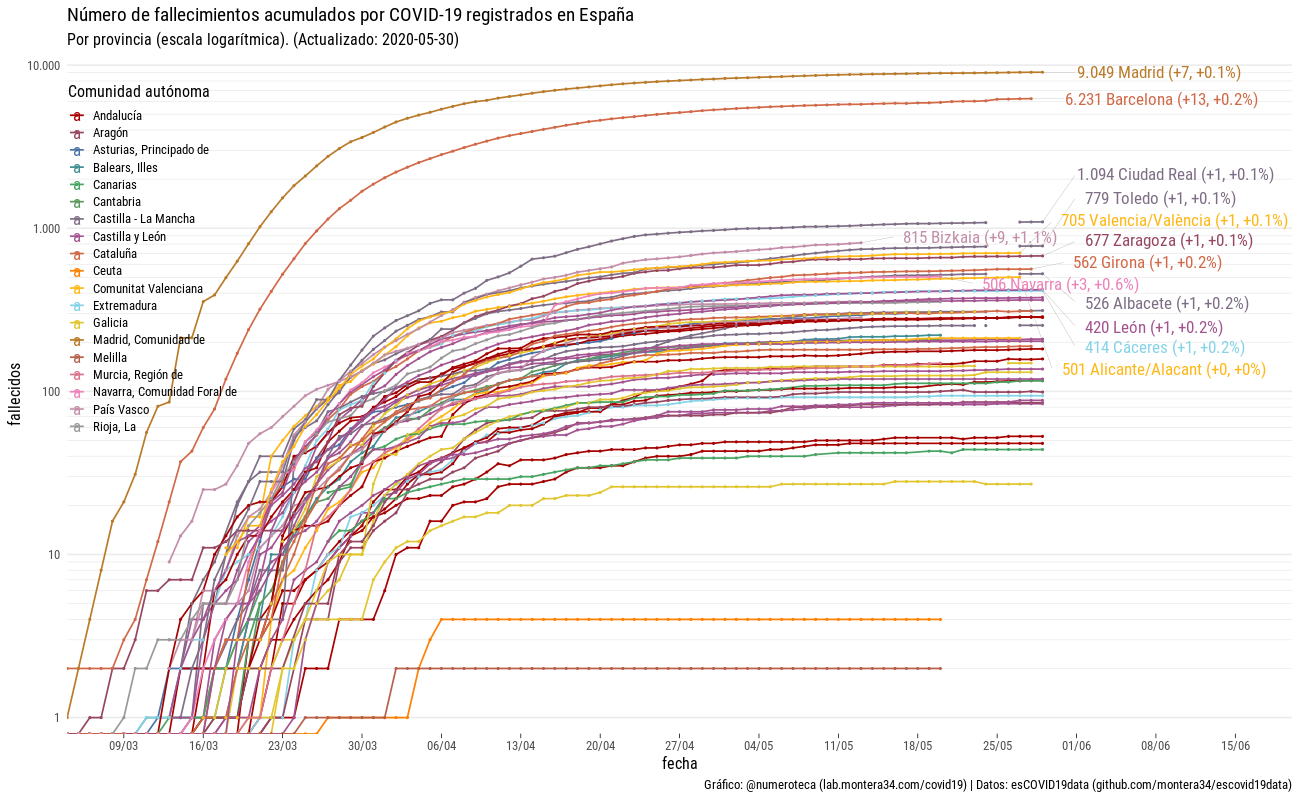 Número de fallecimientos acumulados por COVID-19 registrados en España
Por provincia (escala logarítmica). (Actualizado: 2020-05-30)
10.000
1.000
100
10
1
fallecidos
Comunidad autónoma
Andalucía
Aragón
Asturias, Principado de
Balears, Illes
Canarias
Cantabria
Castilla - La Mancha
Castilla y León
Cataluña
Ceuta
Comunitat Valenciana
Extremadura
Galicia
Madrid, Comunidad de
Melilla
Murcia, Región de
Navarra, Comunidad Foral de
País Vasco
Rioja, La
9.049 Madrid (+7, +0.1%)
6.231 Barcelona (+13, +0.2%)
1.094 Ciudad Real (+1, +0.1%)
779 Toledo (+1, +0.1%)
705 Valencia/València (+1, +0.1%)
815 Bizkaia (+9, +1.1%)
677 Zaragoza (+1, +0.1%)
562 Girona (+1, +0.2%)
506 Navarra (+3, +0.6%)
526 Albacete (+1, +0.2%)
420 León (+1, +0.2%)
414 Cáceres (+1, +0.2%)
501 Alicante/Alacant (+0, +0%)
09/03 16/03 23/03 30/03 06/04 13/04 20/04 27/04 04/05 11/05 18/05 25/05 01/06 08/06 15/06
fecha
Gráfico: @numeroteca (lab.montera34.com/covid19) | Datos: esCOVID19data (github.com/montera34/escovid19data)